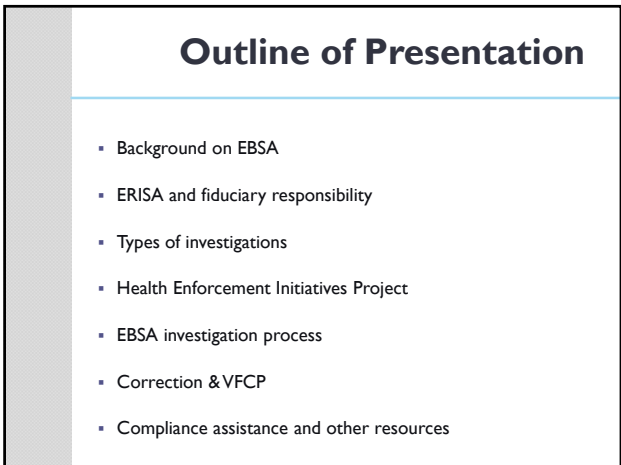 Outline of Presentation
▪ Background on EBSA
▪ ERISA and fiduciary responsibility
▪ Types of investigations
▪ Health Enforcement Initiatives Project
▪ EBSA investigation process
▪ Correction & VFCP
▪ Compliance assistance and other resources